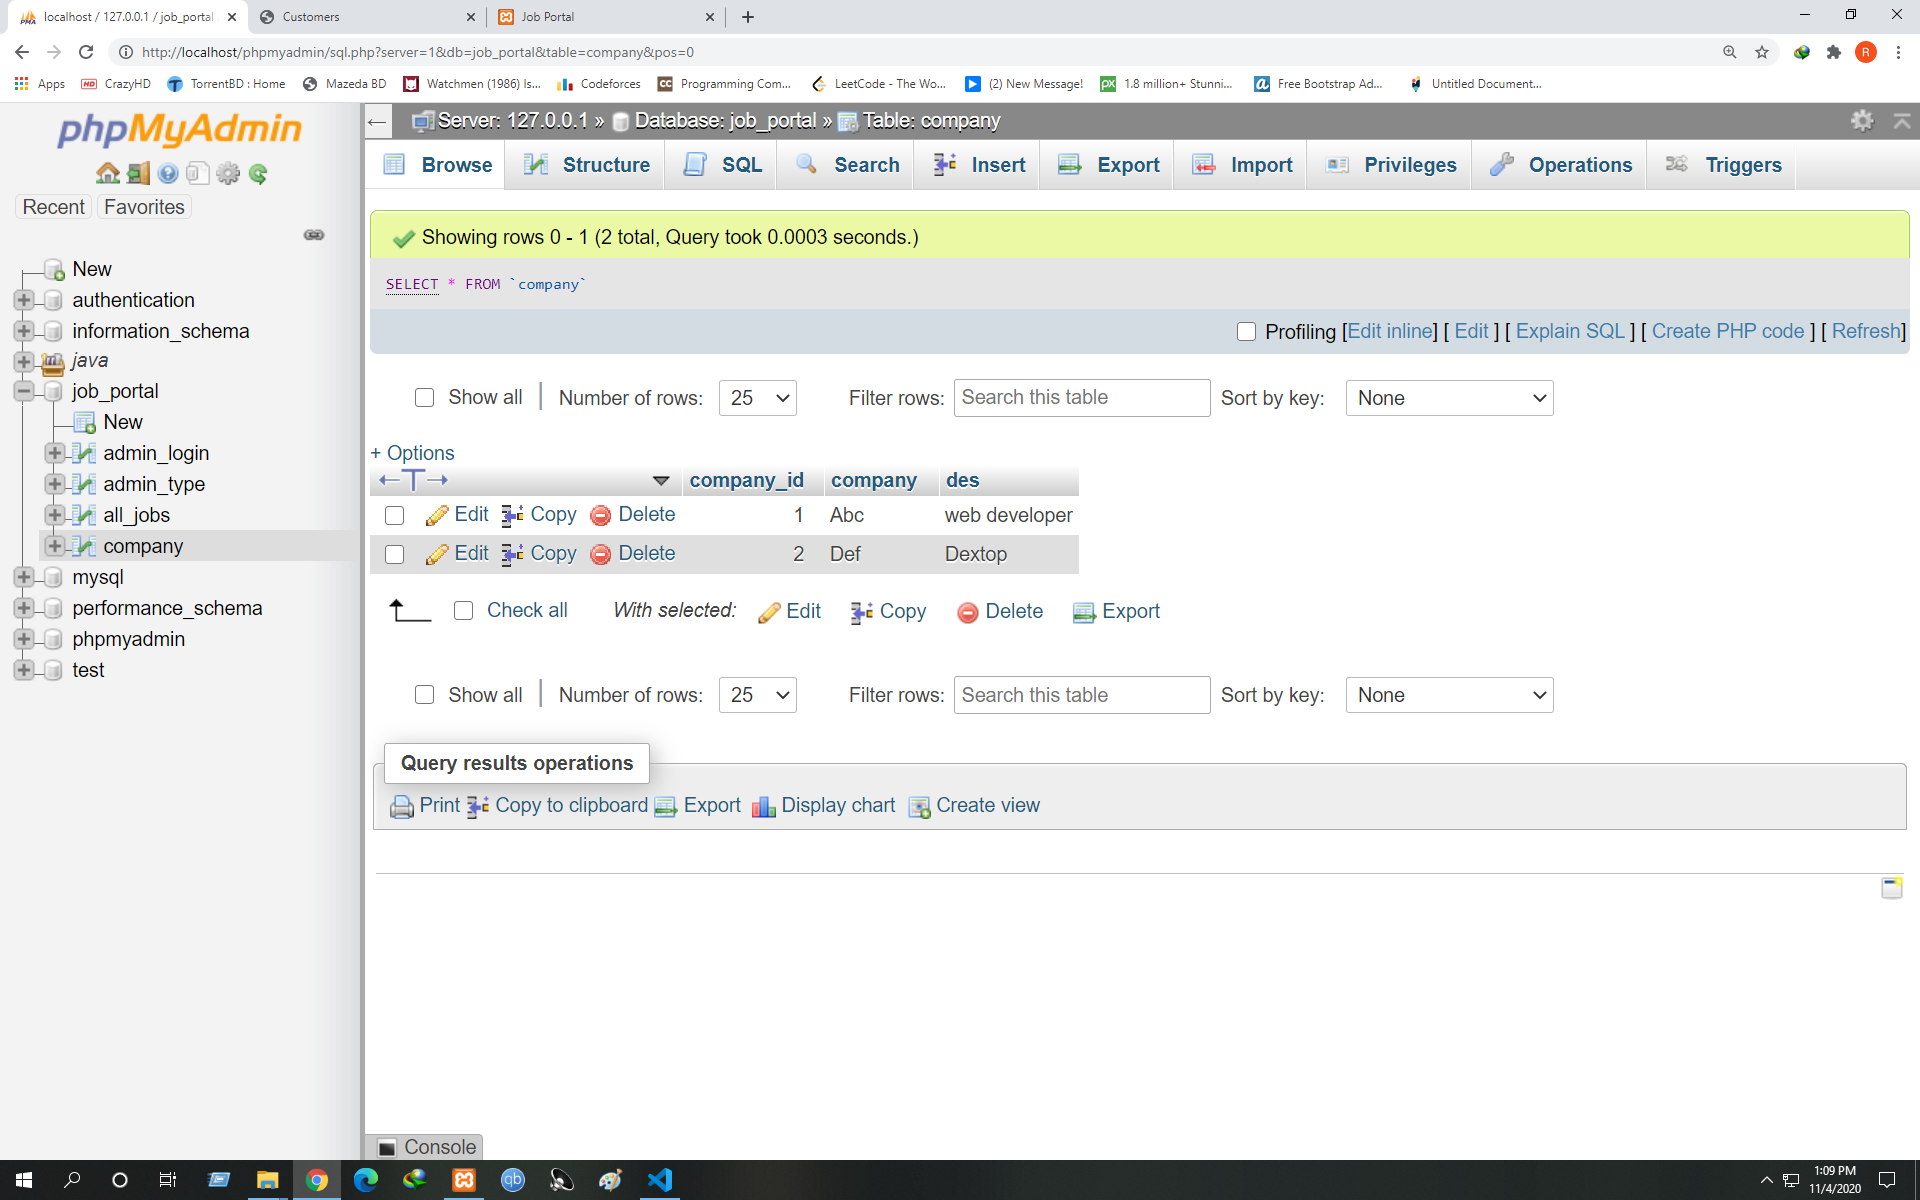 localhost / 127.0.0.1 / job_portal
Customers
Job Portal
http://localhost/phpmyadmin/sql.php?server=1&db=job_portal&table=company&pos=0
R
Apps
CrazyHD
TorrentBD : Home
Mazeda BD
Watchmen (1986) Is...
Codeforces
Programming Com...
LeetCode - The Wo...
(2) New Message!
1.8 million+ Stunni...
Free Bootstrap Ad...
Untitled Document...
phpMyAdmin
Recent
Favorites
New
authentication
information_schema
java
job_portal
New
admin_login
admin_type
all_jobs
company
mysql
performance_schema
phpmyadmin
test
Server: 127.0.0.1 » Database: job_portal » Table: company
Browse
Structure
SQL
Search
Insert
Export
Import
Privileges
Operations
Triggers
Showing rows 0 - 1 (2 total, Query took 0.0003 seconds.)
SELECT * FROM `company`
Profiling [Edit inline] [ Edit ] [ Explain SQL ] [ Create PHP code ] [ Refresh]
Show all
Number of rows: 25
Filter rows: Search this table
Sort by key: None
+ Options
company_id company des
Edit Copy Delete 1 Abc web developer
Edit Copy Delete 2 Def Dextop
Check all With selected: Edit Copy Delete Export
Show all
Number of rows: 25
Filter rows: Search this table
Sort by key: None
Query results operations
Print Copy to clipboard Export Display chart Create view
Console
1:09 PM
11/4/2020